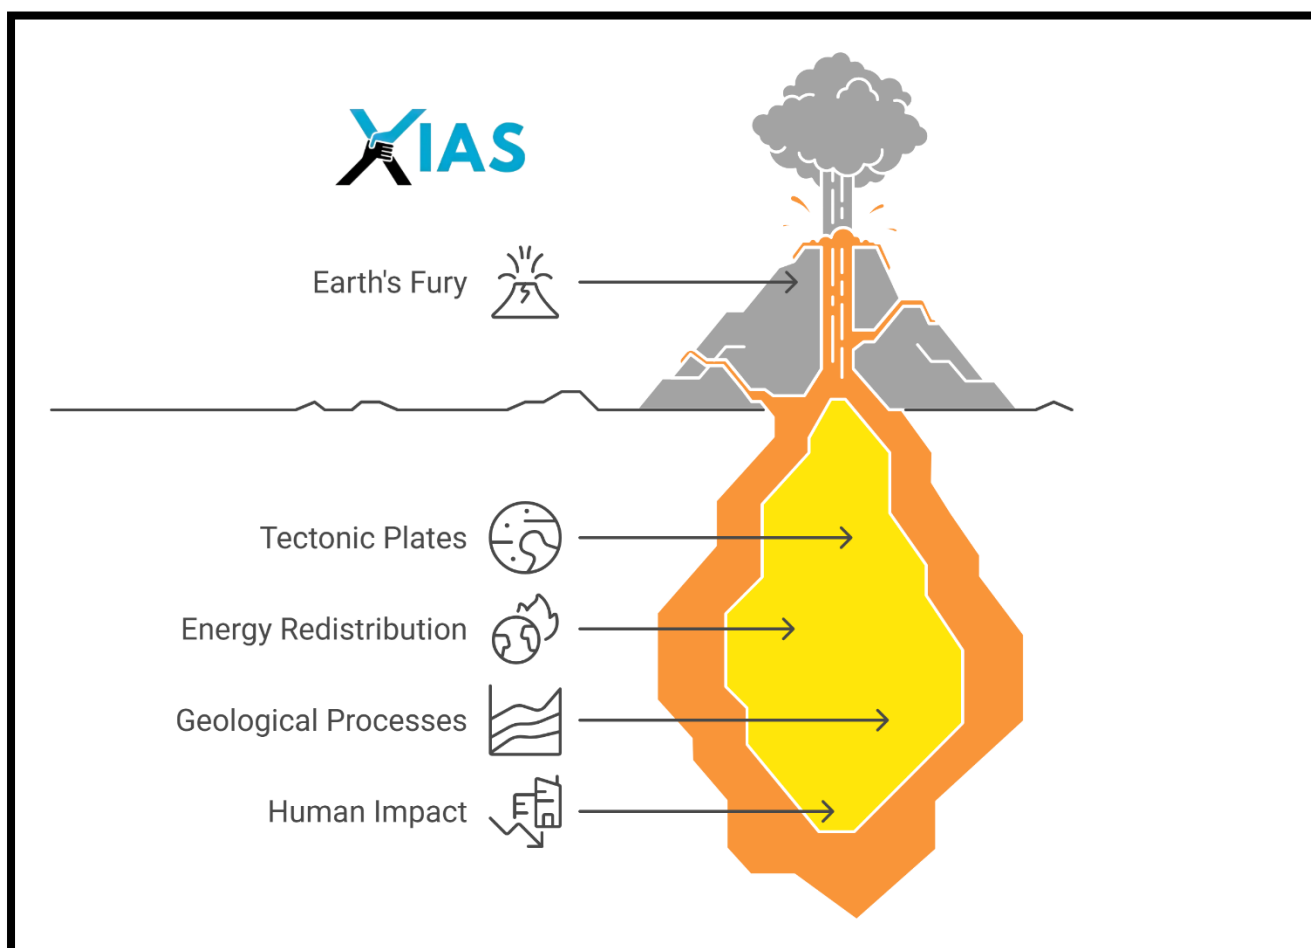 XIAS
Earth's Fury
Tectonic Plates
Energy Redistribution
Geological Processes
Human Impact